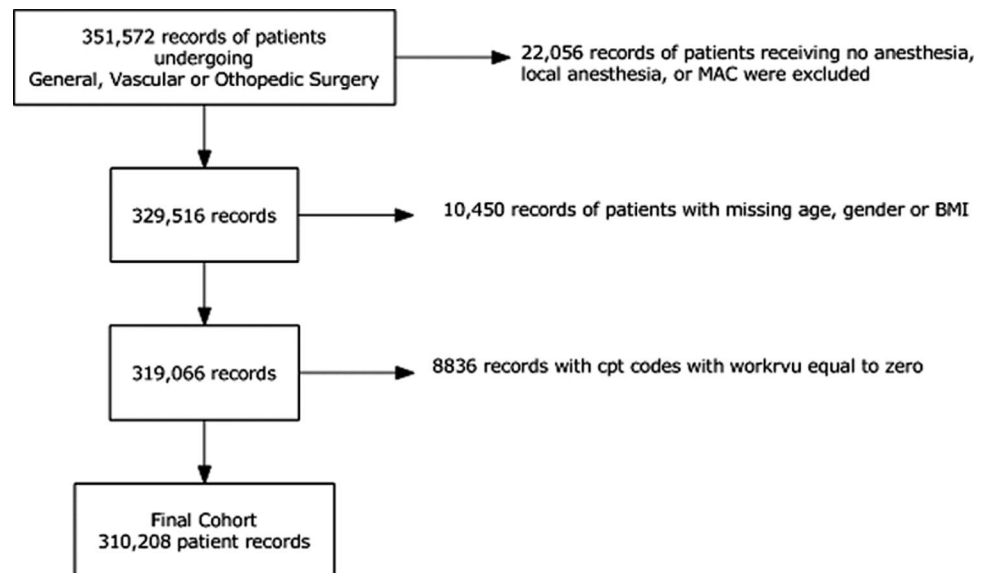 351,572 records of patients
undergoing
General, Vascular or Othopedic Surgery
22,056 records of patients receiving no anesthesia,
local anesthesia, or MAC were excluded
329,516 records
10,450 records of patients with missing age, gender or BMI
319,066 records
8836 records with cpt codes with workrvu equal to zero
Final Cohort
310,208 patient records